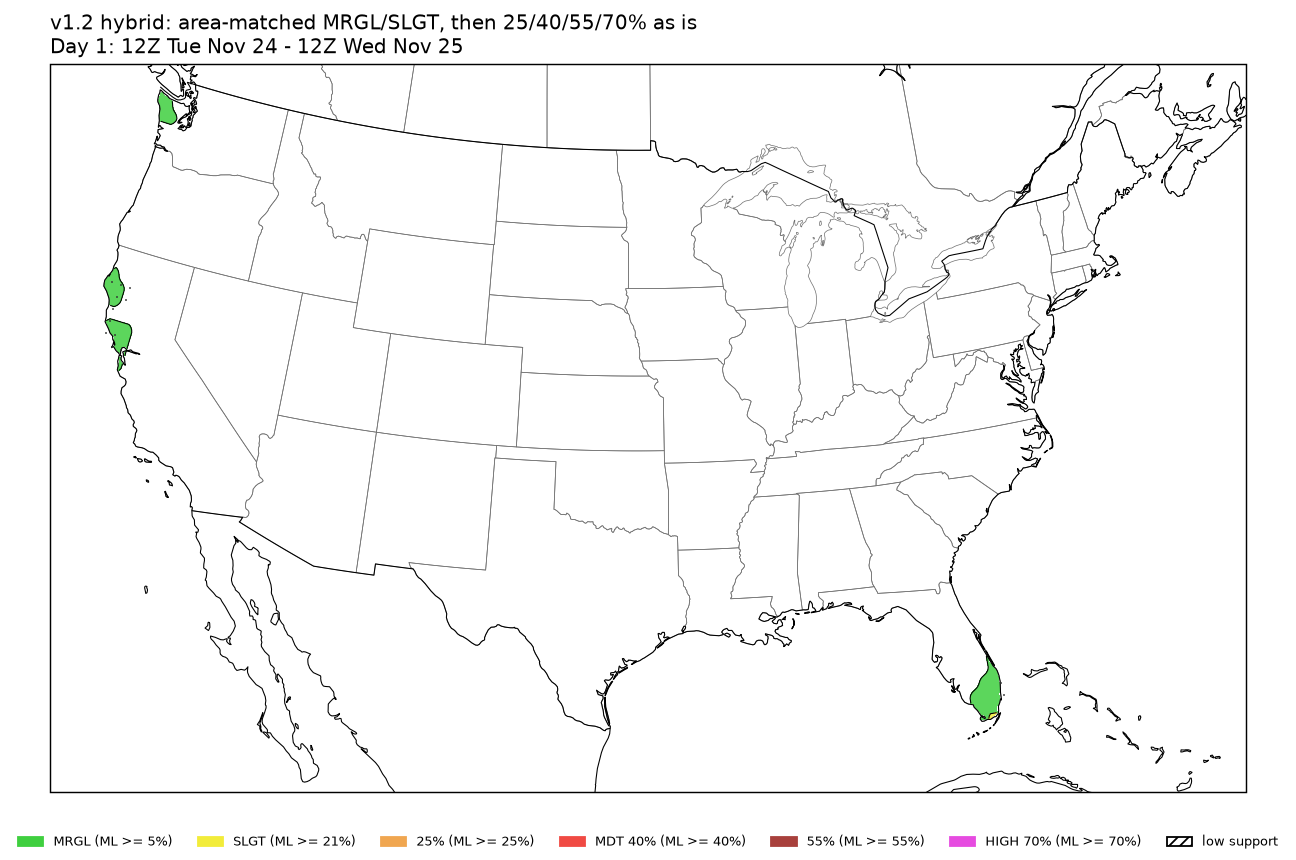 v1.2 hybrid: area-matched MRGL/SLGT, then 25/40/55/70% as is
Day 1: 12Z Tue Nov 24 - 12Z Wed Nov 25
MRGL (ML >= 5%)
SLGT (ML >= 21%)
25% (ML >= 25%)
MDT 40% (ML >= 40%)
55% (ML >= 55%)
HIGH 70% (ML >= 70%)
low support